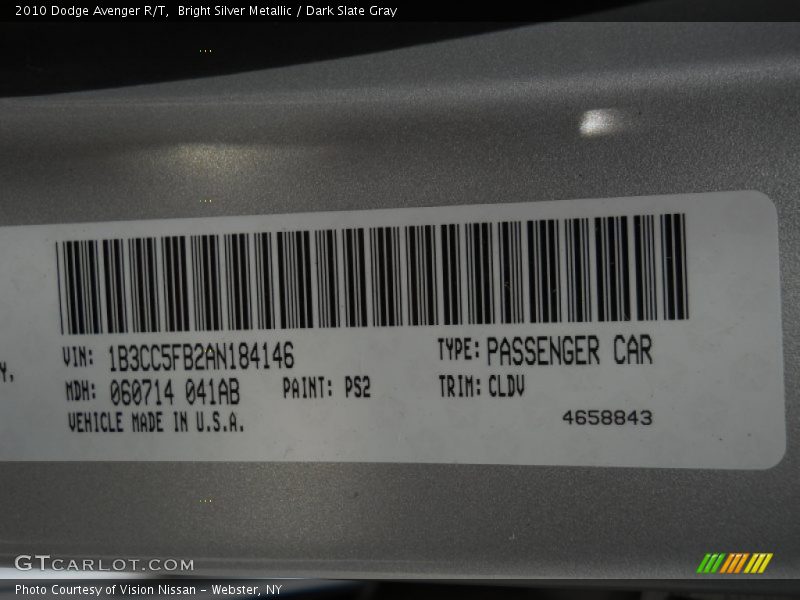 2010 Dodge Avenger R/T,  Bright Silver Metallic / Dark Slate Gray
Y,
VIN: 1B3CC5FB2AN184146 TYPE: PASSENGER CAR
MDH: 060714 041AB PAINT: PS2 TRIM: CLDV
VEHICLE MADE IN U.S.A.
4658843
GTCARLOT.COM
Photo Courtesy of Vision Nissan - Webster, NY